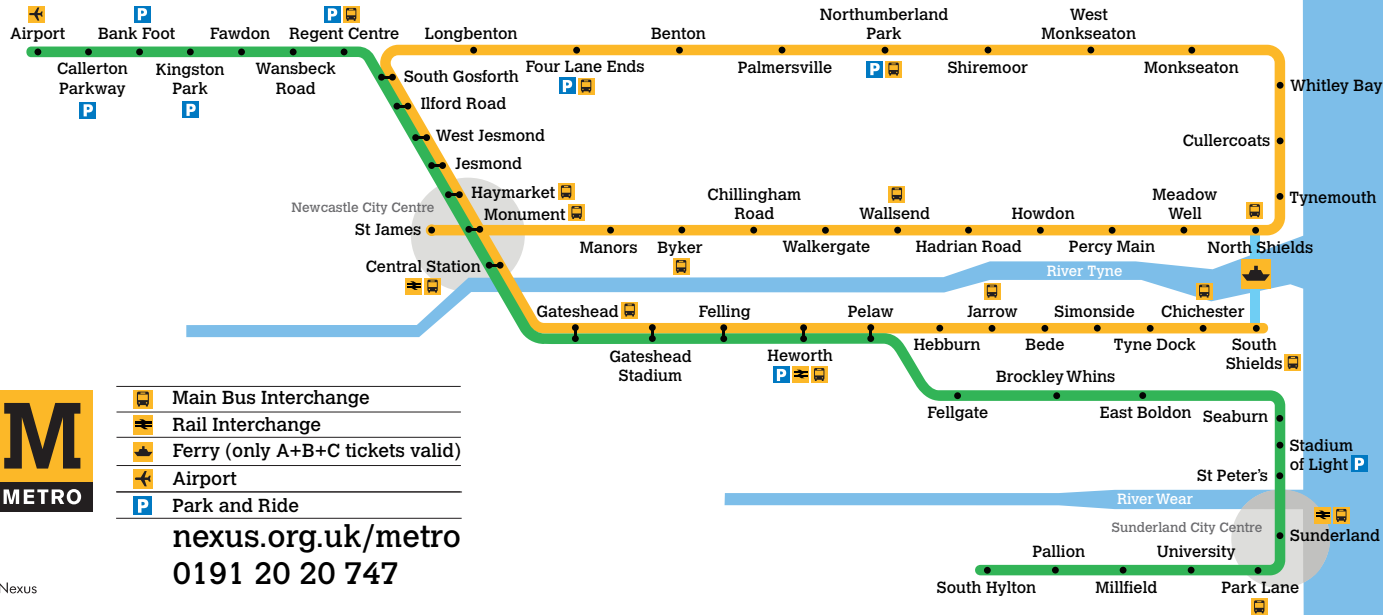 Airport
Callerton
Parkway
P
Bank Foot
P
Kingston
Park
P
Fawdon
Wansbeck
Road
Regent Centre
P
Longbenton
Four Lane Ends
P
Benton
Palmersville
Northumberland
Park
P
Shiremoor
West
Monkseaton
Monkseaton
Whitley Bay
Cullercoats
Tynemouth
South Gosforth
Ilford Road
West Jesmond
Jesmond
Haymarket
Newcastle City Centre
Monument
St James
Manors
Byker
Chillingham
Road
Walkergate
Wallsend
Hadrian Road
Howdon
Percy Main
Meadow
Well
North Shields
Central Station
River Tyne
Gateshead
Gateshead
Stadium
Felling
Heworth
P
Pelaw
Hebburn
Jarrow
Bede
Simonside
Tyne Dock
Chichester
South
Shields
Fellgate
Brockley Whins
East Boldon
Seaburn
Stadium
of Light P
St Peter's
River Wear
Sunderland City Centre
Sunderland
Park Lane
University
Millfield
Pallion
South Hylton
M
METRO
Main Bus Interchange
Rail Interchange
Ferry (only A+B+C tickets valid)
Airport
P Park and Ride
nexus.org.uk/metro
0191 20 20 747
Nexus